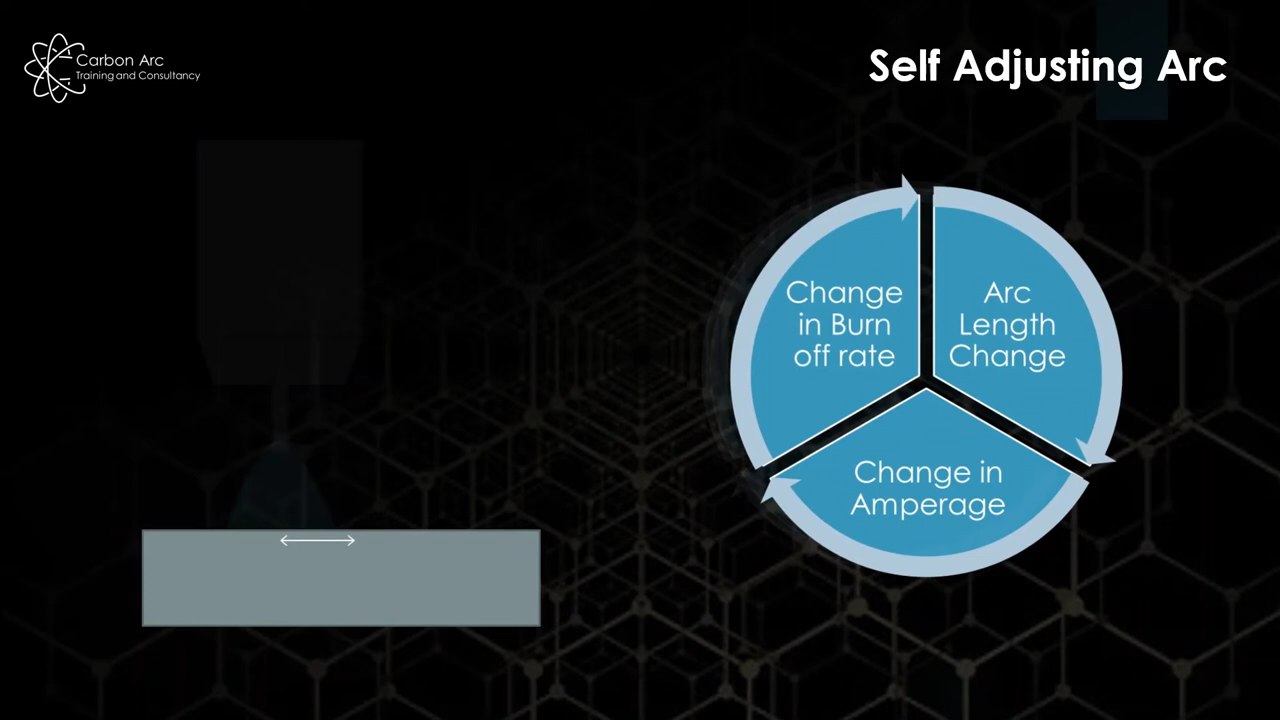 Carbon Arc
Training and Consultancy
Self Adjusting Arc
Change
in Burn
off rate
Arc
Length
Change
Change in
Amperage